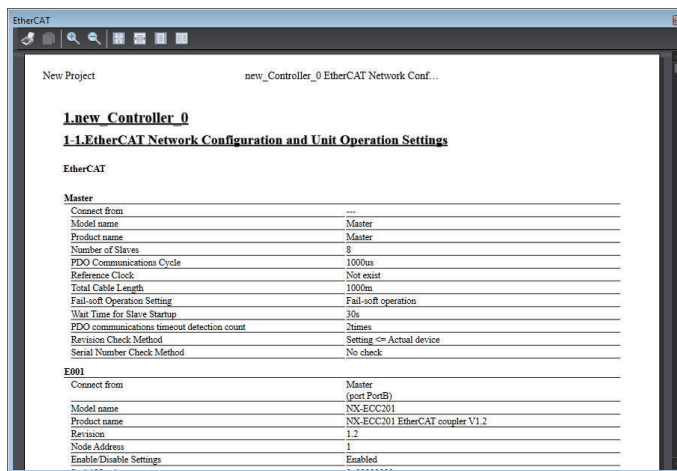 EtherCAT
New Project new_Controller_0 EtherCAT Network Conf...
1.new_Controller_0
1-1.EtherCAT Network Configuration and Unit Operation Settings
EtherCAT
Master
Connect from ---
Model name Master
Product name Master
Number of Slaves 8
PDO Communications Cycle 1000us
Reference Clock Not exist
Total Cable Length 1000m
Fail-soft Operation Setting Fail-soft operation
Wait Time for Slave Startup 30s
PDO communications timeout detection count 2times
Revision Check Method Setting <= Actual device
Serial Number Check Method No check
E001
Connect from Master
(port PortB)
Model name NX-ECC201
Product name NX-ECC201 EtherCAT coupler V1.2
Revision 1.2
Node Address 1
Enable/Disable Settings Enabled